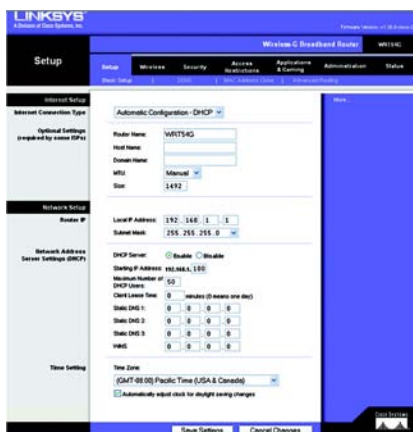 LINKSYS
A Division of Cisco Systems, Inc.
Firmware Version:
Wireless-G Broadband Router WRT54G
Setup
Setup Wireless Security Access Restrictions Applications & Gaming Administration Status
Basic Setup | DDNS | MAC Address Clone | Advanced Routing
Internet Setup
More...
Internet Connection Type Automatic Configuration - DHCP
Optional Settings
(required by some ISPs)
Router Name: WRT54G
Host Name:
Domain Name:
MTU: Manual
Size: 1492
Network Setup
Router IP
Local IP Address: 192 . 168 . 1 . 1
Subnet Mask: 255.255.255.0
Network Address
Server Settings (DHCP)
DHCP Server: Enable Disable
Starting IP Address: 192.168.1. 100
Maximum Number of
DHCP Users: 50
Client Lease Time: 0 minutes (0 means one day)
Static DNS 1: 0 . 0 . 0 . 0
Static DNS 2: 0 . 0 . 0 . 0
Static DNS 3: 0 . 0 . 0 . 0
WINS: 0 . 0 . 0 . 0
Time Setting
Time Zone:
(GMT-08:00) Pacific Time (USA & Canada)
Automatically adjust clock for daylight saving changes
Save Settings Cancel Changes
Cisco Systems